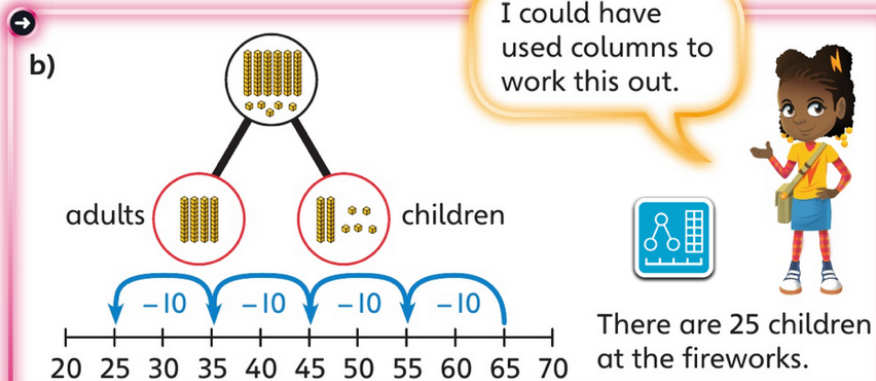 I could have
used columns to
work this out.
b)
adults
children
–10 –10 –10 –10
20 25 30 35 40 45 50 55 60 65 70
There are 25 children
at the fireworks.